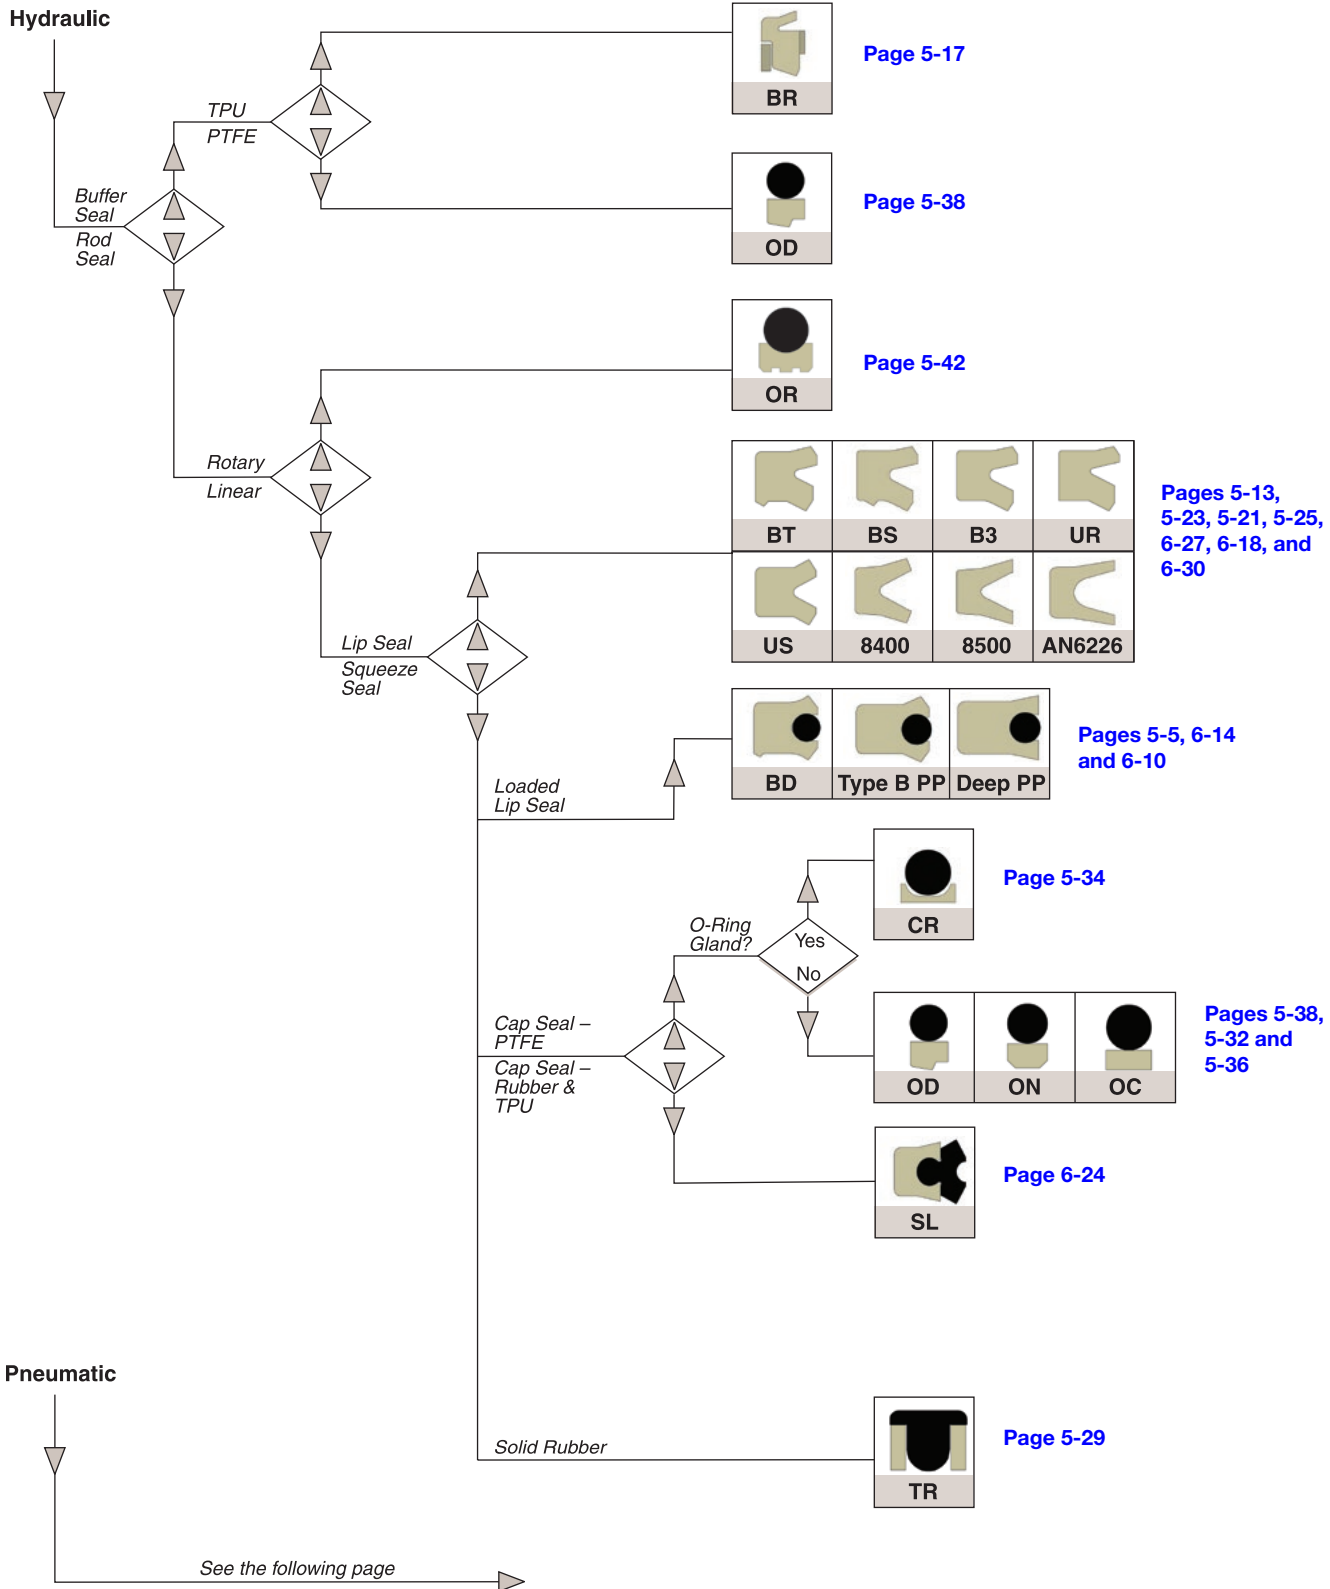 Hydraulic
TPU
PTFE
BR
Page 5-17
Buffer
Seal
Rod
Seal
OD
Page 5-38
OR
Page 5-42
Rotary
Linear
BT BS B3 UR
US 8400 8500 AN6226
Pages 5-13,
5-23, 5-21, 5-25,
6-27, 6-18, and
6-30
Lip Seal
Squeeze
Seal
Loaded
Lip Seal
BD Type B PP Deep PP
Pages 5-5, 6-14
and 6-10
O-Ring
Gland?
Yes
No
CR
Page 5-34
Cap Seal –
PTFE
Cap Seal –
Rubber &
TPU
OD ON OC
Pages 5-38,
5-32 and
5-36
SL
Page 6-24
Solid Rubber
TR
Page 5-29
Pneumatic
See the following page